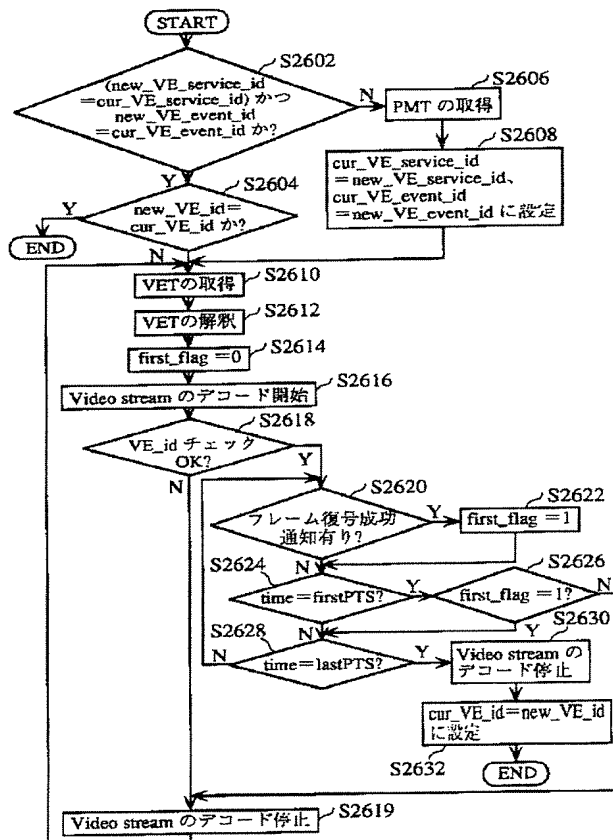 START
S2602
(new_VE_service_id
=cur_VE_service_id) かつ
new_VE_event_id
=cur_VE_event_id か?
N
S2606
PMT の取得
S2608
cur_VE_service_id
=new_VE_service_id、
cur_VE_event_id
=new_VE_event_id に設定
Y
S2604
Y
new_VE_id=
cur_VE_id か?
END
N
S2610
VETの取得
S2612
VETの解釈
S2614
first_flag =0
S2616
Video stream のデコード開始
S2618
VE_id チェック
OK?
Y
N
S2620
フレーム復号成功
通知有り?
Y
S2622
first_flag =1
N
S2624
time=firstPTS?
Y
S2626
first_flag =1?
N
N
Y
S2628
time=lastPTS?
N
Y
S2630
Video stream の
デコード停止
cur_VE_id=new_VE_id
に設定
S2632
END
Video stream のデコード停止
S2619